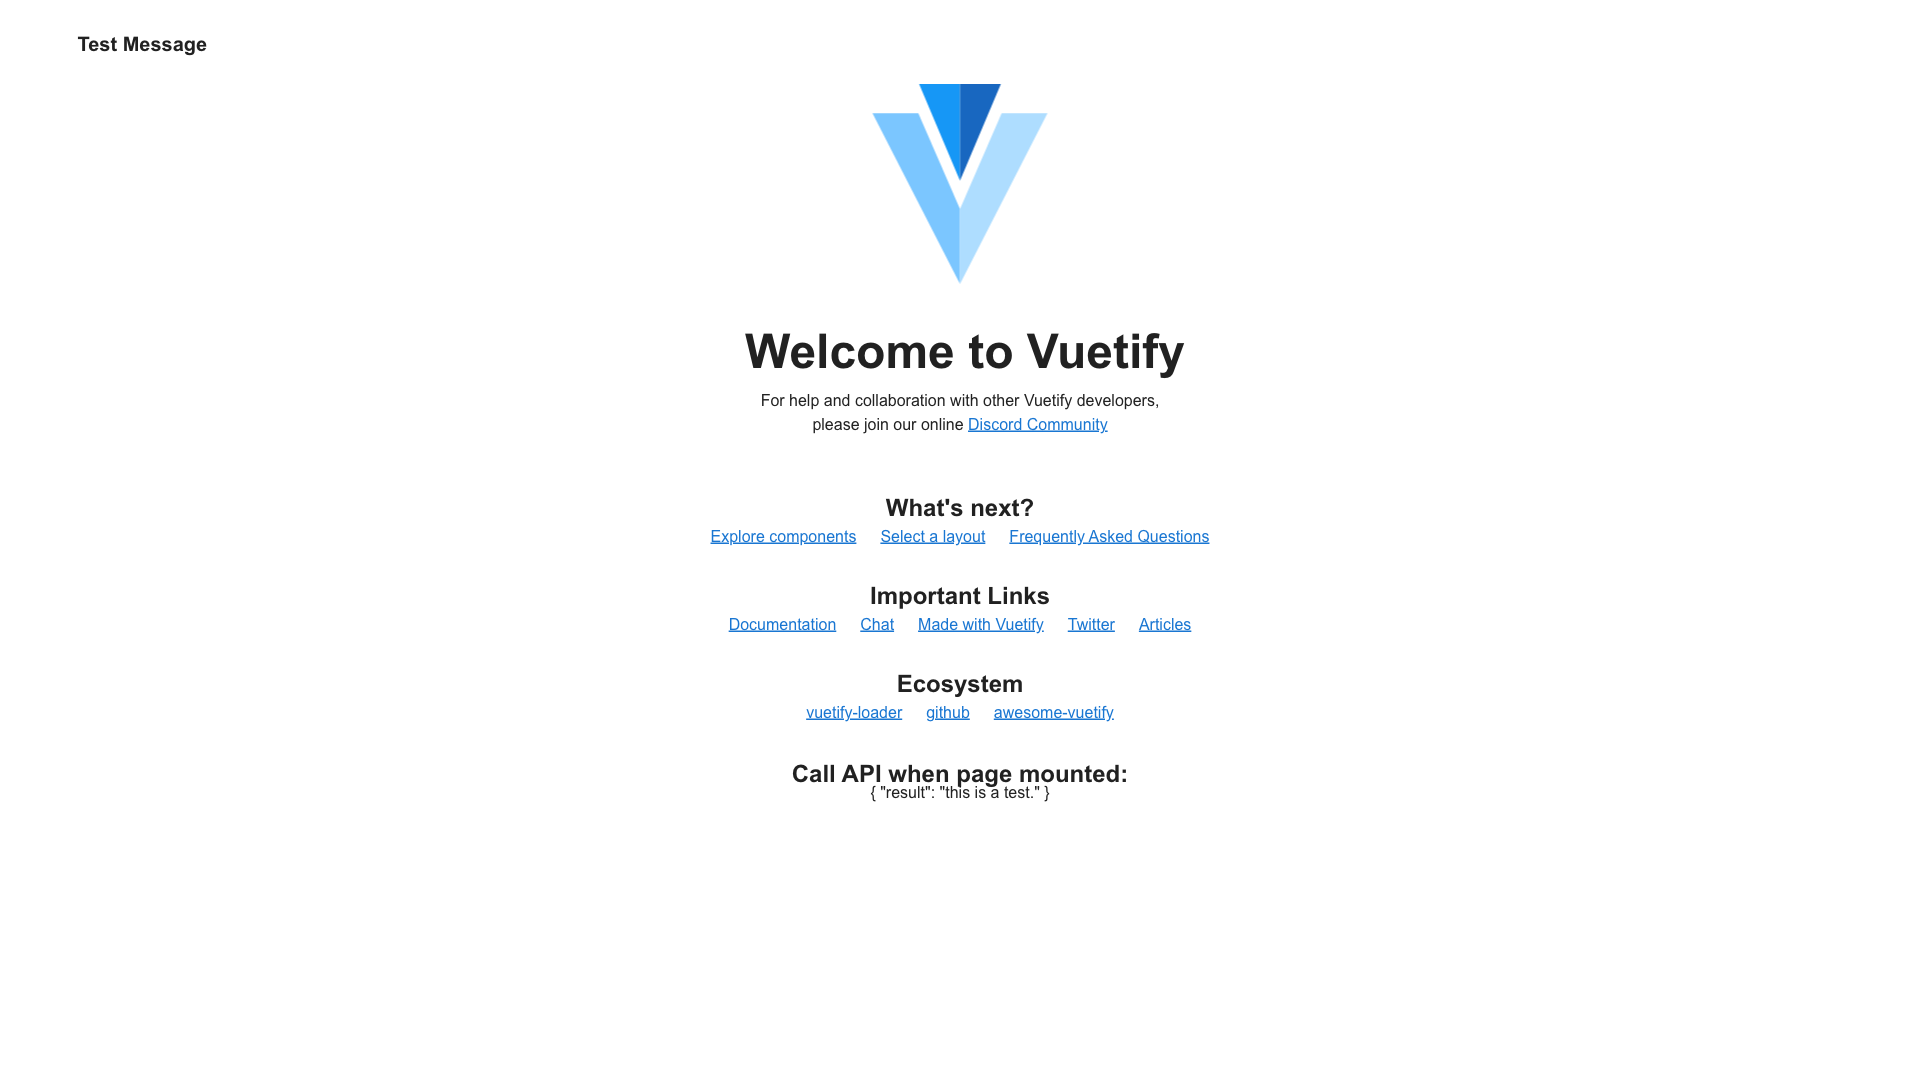 Test Message
Welcome to Vuetify
For help and collaboration with other Vuetify developers,
please join our online Discord Community
What's next?
Explore components Select a layout Frequently Asked Questions
Important Links
Documentation Chat Made with Vuetify Twitter Articles
Ecosystem
vuetify-loader github awesome-vuetify
Call API when page mounted:
{ "result": "this is a test." }